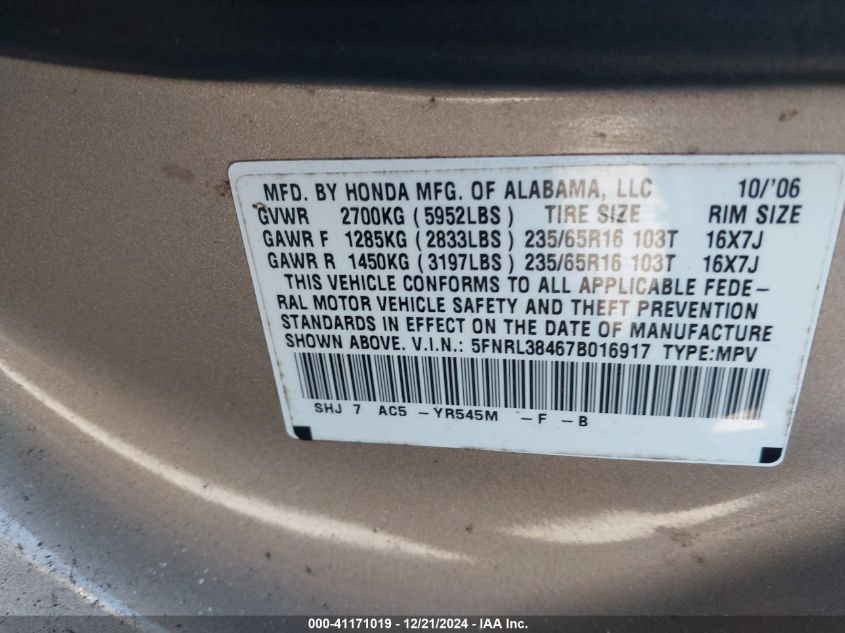 MFD. BY HONDA MFG. OF ALABAMA, LLC 10/'06
GVWR 2700KG ( 5952LBS ) TIRE SIZE RIM SIZE
GAWR F 1285KG ( 2833LBS ) 235/65R16 103T 16X7J
GAWR R 1450KG ( 3197LBS ) 235/65R16 103T 16X7J
THIS VEHICLE CONFORMS TO ALL APPLICABLE FEDE-
RAL MOTOR VEHICLE SAFETY AND THEFT PREVENTION
STANDARDS IN EFFECT ON THE DATE OF MANUFACTURE
SHOWN ABOVE. V.I.N.: 5FNRL38467B016917 TYPE:MPV
SHJ 7 AC5 -YR545M -F -B
000-41171019 - 12/21/2024 - IAA Inc.